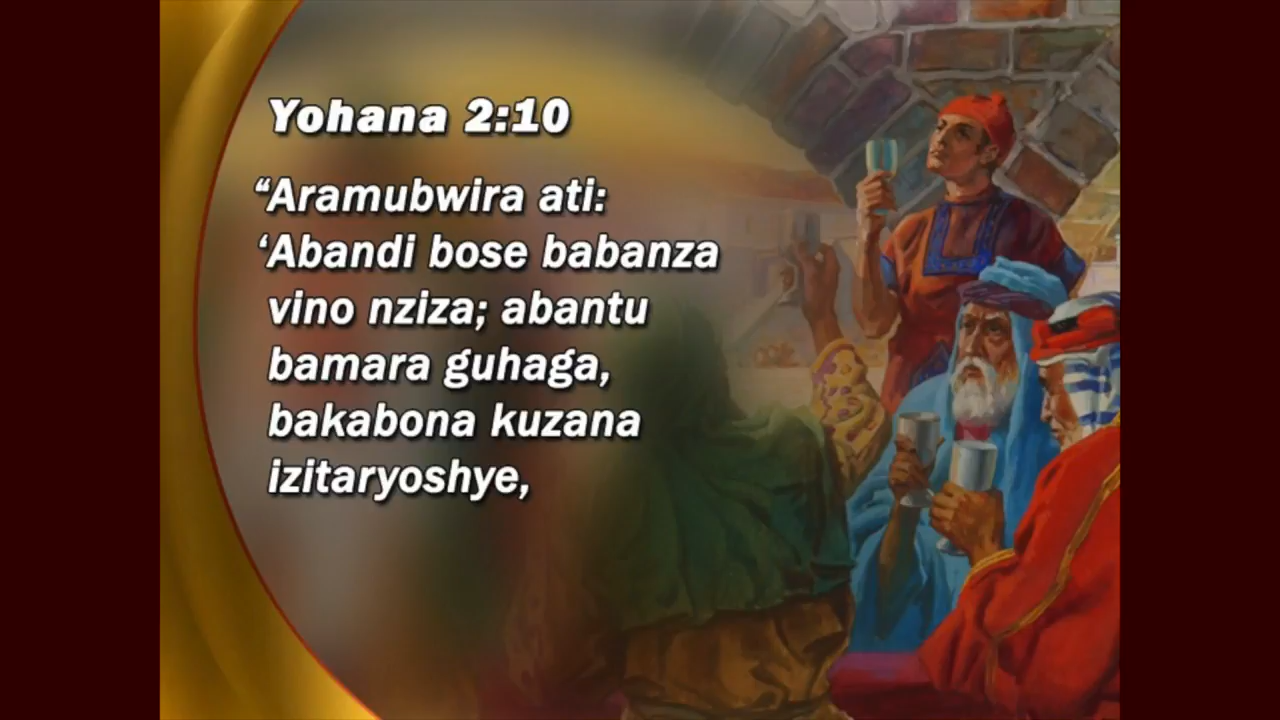 Yohana 2:10
“Aramubwira ati:
‘Abandi bose babanza
vino nziza; abantu
bamara guhaga,
bakabona kuzana
izitaryoshye,